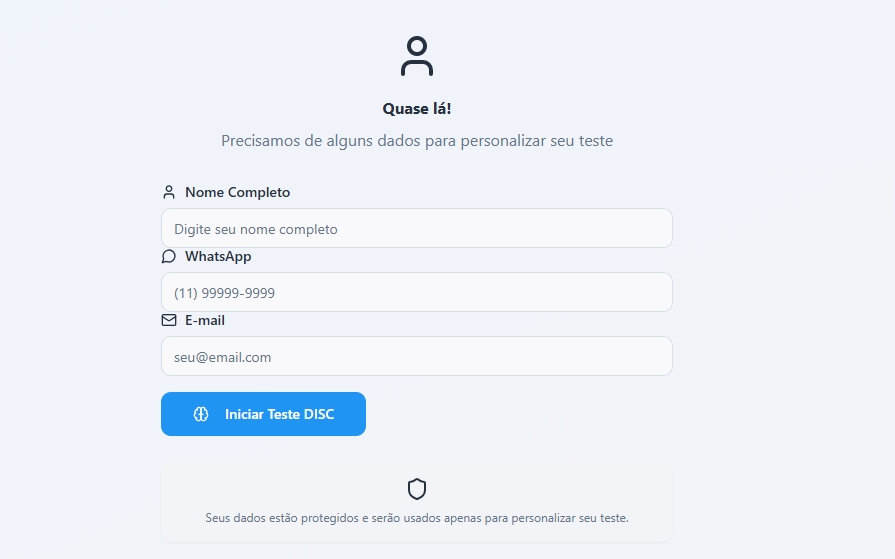 Quase lá!
Precisamos de alguns dados para personalizar seu teste
Nome Completo
Digite seu nome completo
WhatsApp
(11) 99999-9999
E-mail
seu@email.com
Iniciar Teste DISC
Seus dados estão protegidos e serão usados apenas para personalizar seu teste.